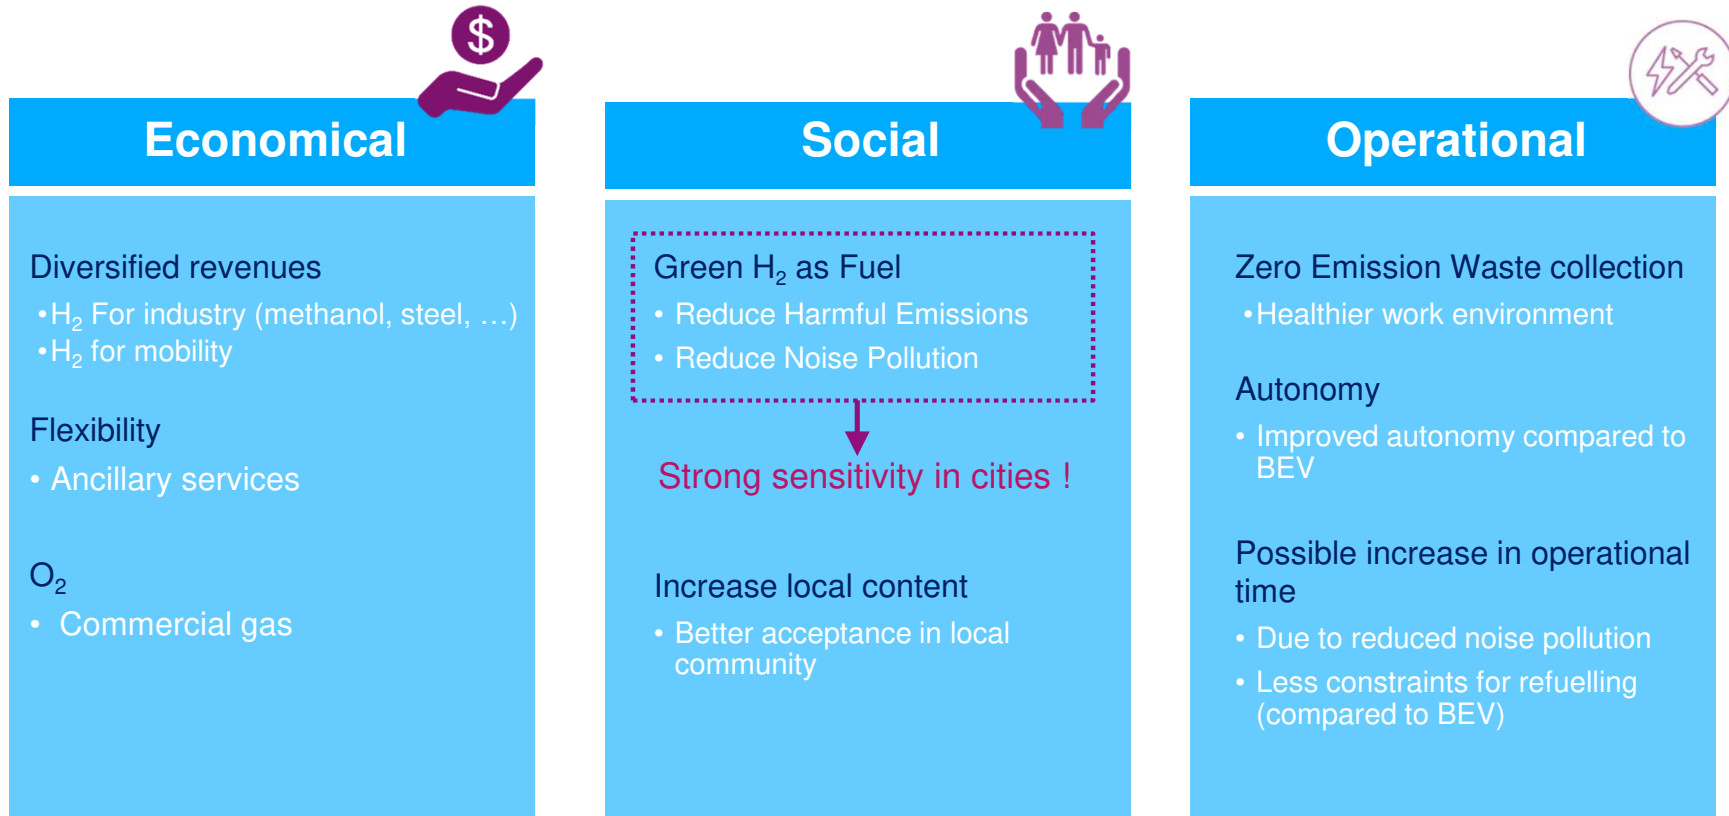 $
Economical
Diversified revenues
•H₂ For industry (methanol, steel, …)
•H₂ for mobility
Flexibility
• Ancillary services
O₂
• Commercial gas
Social
Green H₂ as Fuel
• Reduce Harmful Emissions
• Reduce Noise Pollution
Strong sensitivity in cities !
Increase local content
• Better acceptance in local
community
Operational
Zero Emission Waste collection
•Healthier work environment
Autonomy
• Improved autonomy compared to
BEV
Possible increase in operational
time
• Due to reduced noise pollution
• Less constraints for refuelling
(compared to BEV)